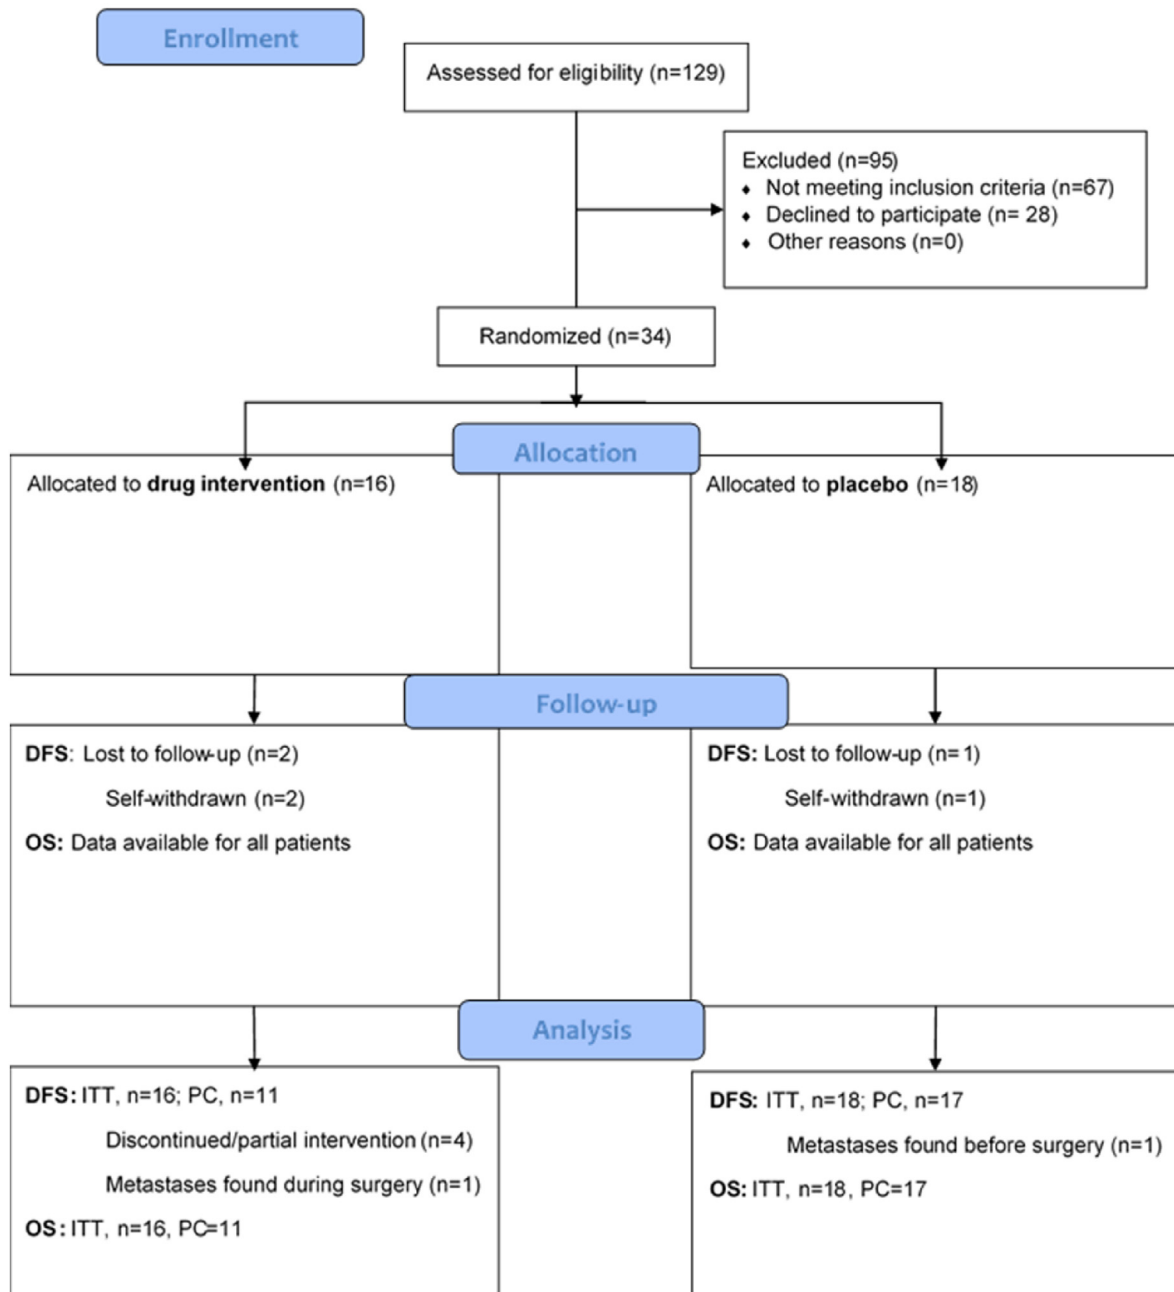 Enrollment
Assessed for eligibility (n=129)
Excluded (n=95)
♦ Not meeting inclusion criteria (n=67)
♦ Declined to participate (n= 28)
♦ Other reasons (n=0)
Randomized (n=34)
Allocation
Allocated to drug intervention (n=16)
Allocated to placebo (n=18)
Follow-up
DFS: Lost to follow-up (n=2)
Self-withdrawn (n=2)
OS: Data available for all patients
DFS: Lost to follow-up (n= 1)
Self-withdrawn (n=1)
OS: Data available for all patients
Analysis
DFS: ITT, n=16; PC, n=11
Discontinued/partial intervention (n=4)
Metastases found during surgery (n=1)
OS: ITT, n=16, PC=11
DFS: ITT, n=18; PC, n=17
Metastases found before surgery (n=1)
OS: ITT, n=18, PC=17